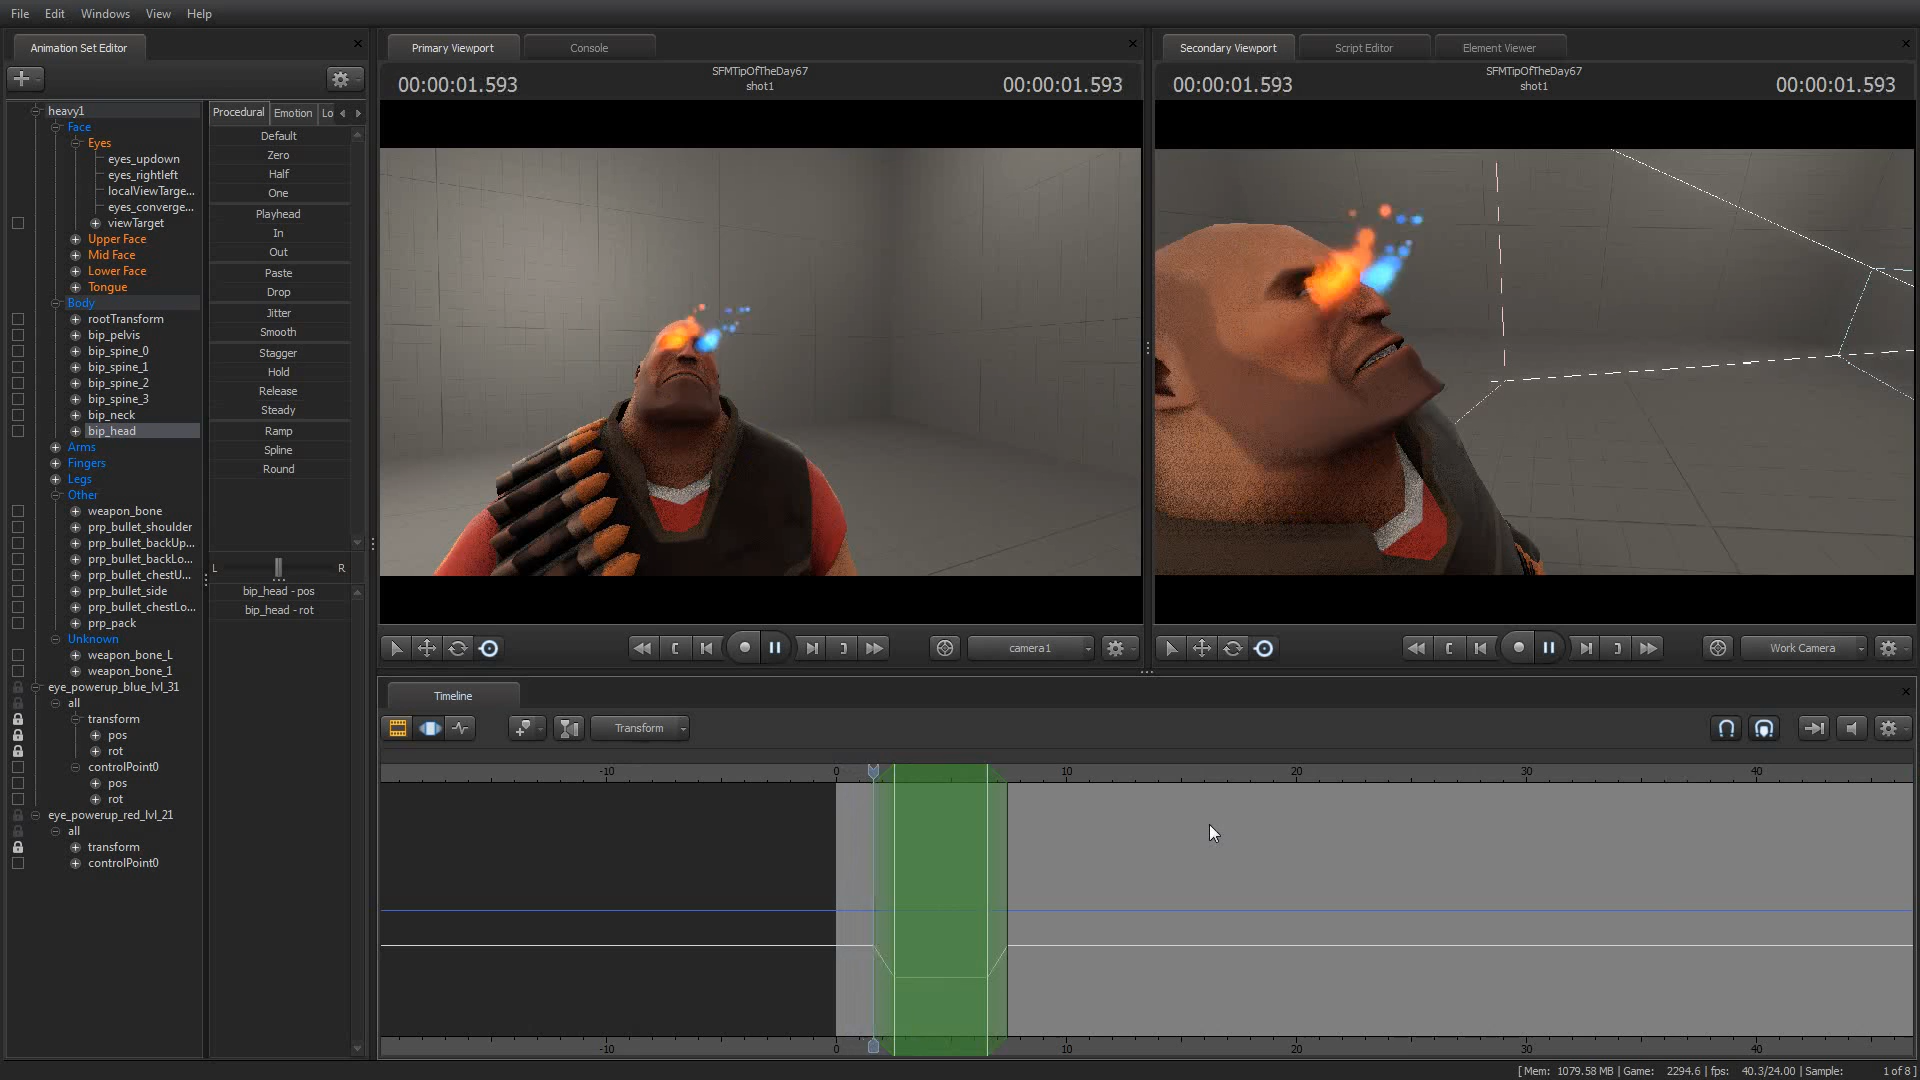 File Edit Windows View Help
Animation Set Editor
heavy1
Face
Eyes
eyes_updown
eyes_rightleft
localViewTarge...
eyes_converge...
viewTarget
Upper Face
Mid Face
Lower Face
Tongue
Body
rootTransform
bip_pelvis
bip_spine_0
bip_spine_1
bip_spine_2
bip_spine_3
bip_neck
bip_head
Arms
Fingers
Legs
Other
weapon_bone
prp_bullet_shoulder
prp_bullet_backUp...
prp_bullet_backLo...
prp_bullet_chestU...
prp_bullet_side
prp_bullet_chestLo...
prp_pack
Unknown
weapon_bone_L
weapon_bone_1
eye_powerup_blue_lvl_31
all
transform
pos
rot
controlPoint0
pos
rot
eye_powerup_red_lvl_21
all
transform
controlPoint0
Procedural Emotion Lo
Default
Zero
Half
One
Playhead
In
Out
Paste
Drop
Jitter
Smooth
Stagger
Hold
Release
Steady
Ramp
Spline
Round
L R
bip_head - pos
bip_head - rot
Primary Viewport Console
00:00:01.593 SFMTipOfTheDay67 00:00:01.593
shot1
camera1
Secondary Viewport Script Editor Element Viewer
00:00:01.593 SFMTipOfTheDay67 00:00:01.593
shot1
Work Camera
Timeline
Transform
-10 0 10 20 30 40
-10 0 10 20 30 40
[ Mem: 1079.58 MB | Game: 2294.6 | fps: 40.3/24.00 | Sample: 1 of 8 ]